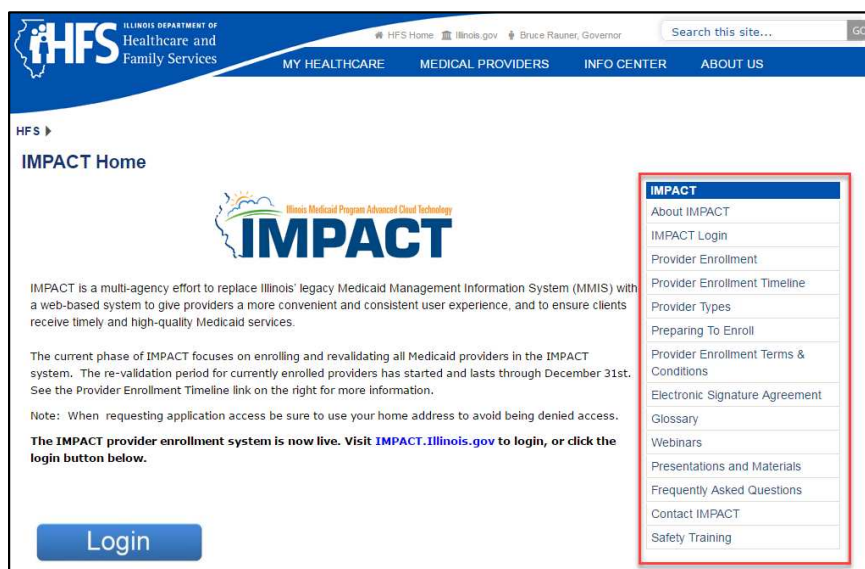 ILLINOIS DEPARTMENT OF
HFS Healthcare and
Family Services
HFS Home Illinois.gov Bruce Rauner, Governor
Search this site...
GO
MY HEALTHCARE MEDICAL PROVIDERS INFO CENTER ABOUT US
HFS
IMPACT Home
Illinois Medicaid Program Advanced Cloud Technology
IMPACT
IMPACT is a multi-agency effort to replace Illinois' legacy Medicaid Management Information System (MMIS) with
a web-based system to give providers a more convenient and consistent user experience, and to ensure clients
receive timely and high-quality Medicaid services.
The current phase of IMPACT focuses on enrolling and revalidating all Medicaid providers in the IMPACT
system. The re-validation period for currently enrolled providers has started and lasts through December 31st.
See the Provider Enrollment Timeline link on the right for more information.
Note: When requesting application access be sure to use your home address to avoid being denied access.
The IMPACT provider enrollment system is now live. Visit IMPACT.Illinois.gov to login, or click the
login button below.
Login
IMPACT
About IMPACT
IMPACT Login
Provider Enrollment
Provider Enrollment Timeline
Provider Types
Preparing To Enroll
Provider Enrollment Terms &
Conditions
Electronic Signature Agreement
Glossary
Webinars
Presentations and Materials
Frequently Asked Questions
Contact IMPACT
Safety Training